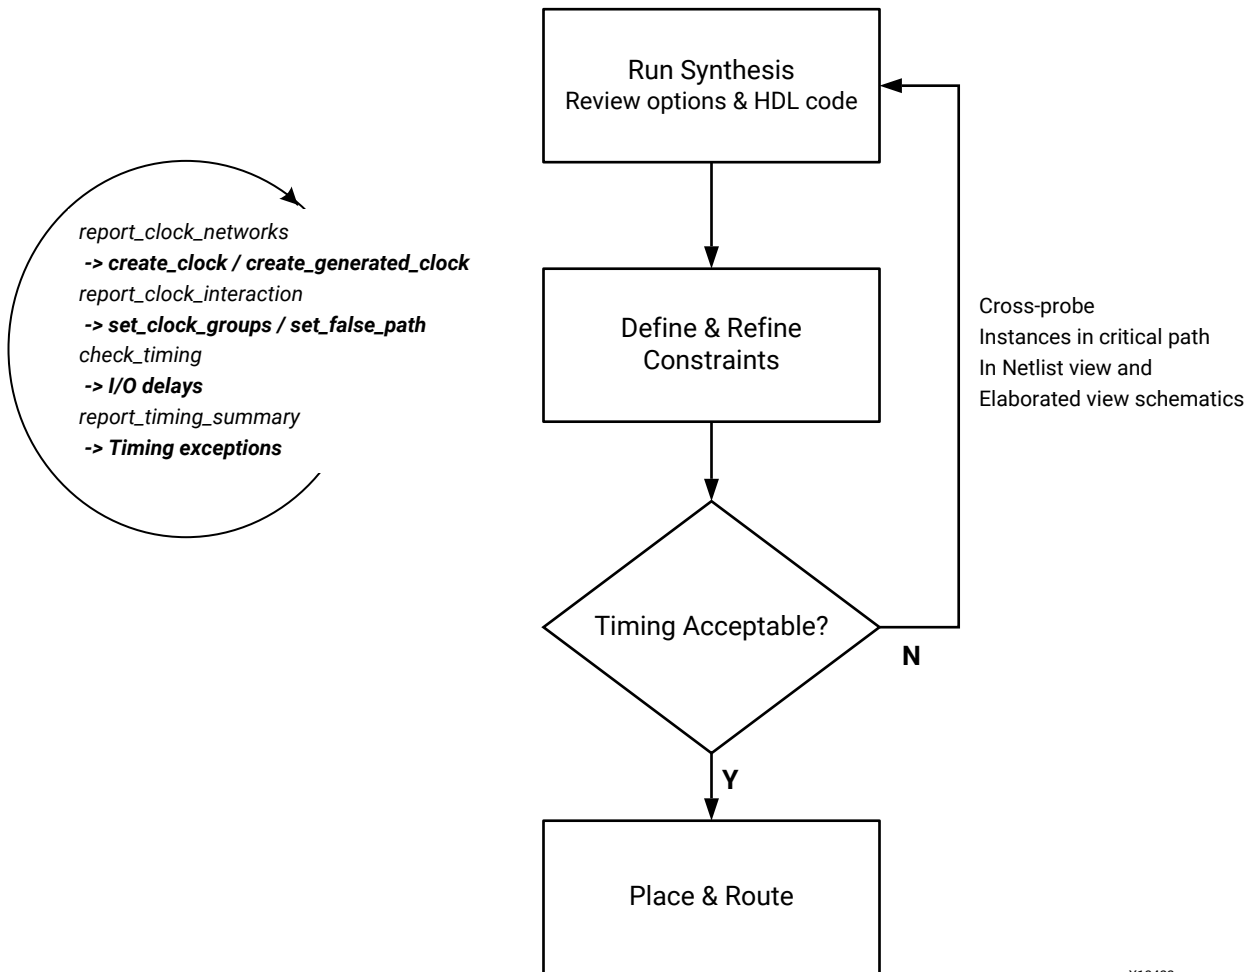 Run Synthesis
Review options & HDL code
report_clock_networks
-> create_clock / create_generated_clock
report_clock_interaction
-> set_clock_groups / set_false_path
check_timing
-> I/O delays
report_timing_summary
-> Timing exceptions
Define & Refine
Constraints
Cross-probe
Instances in critical path
In Netlist view and
Elaborated view schematics
Timing Acceptable?
N
Y
Place & Route